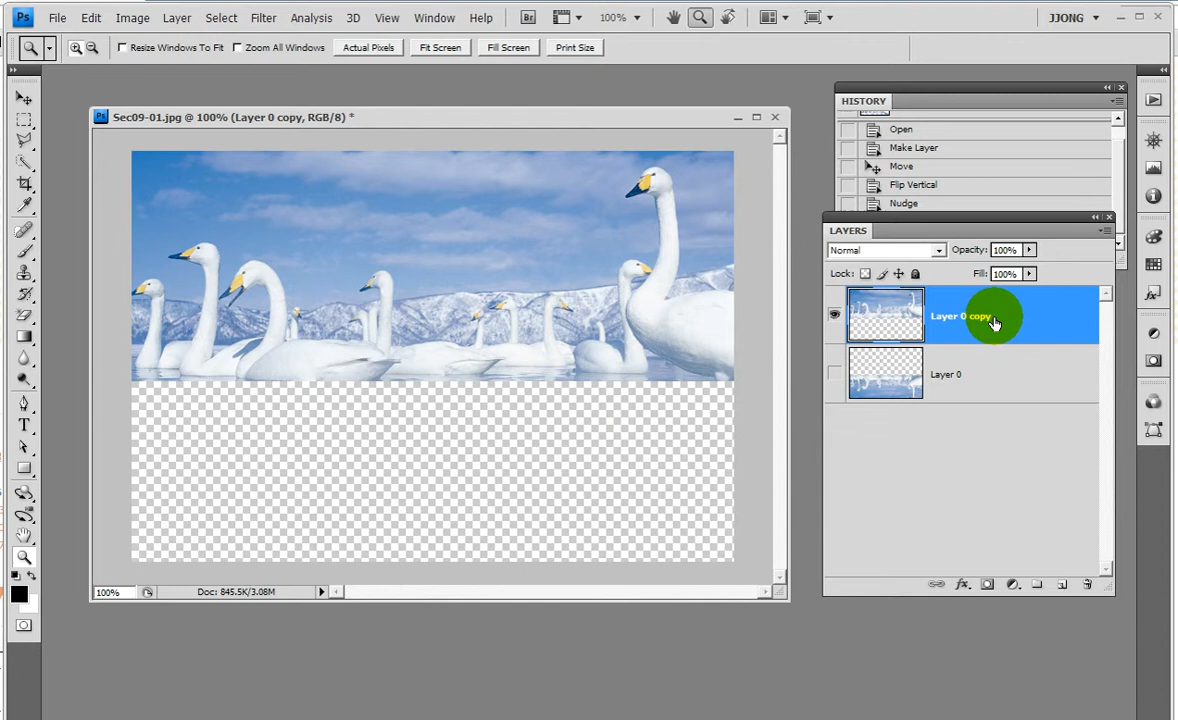 Ps File Edit Image Layer Select Filter Analysis 3D View Window Help Br 100% JJONG
Resize Windows To Fit Zoom All Windows Actual Pixels Fit Screen Fill Screen Print Size
Sec09-01.jpg @ 100% (Layer 0 copy, RGB/8) *
HISTORY
Open
Make Layer
Move
Flip Vertical
Nudge
LAYERS
Normal Opacity: 100%
Lock: Fill: 100%
Layer 0 copy
Layer 0
100% Doc: 845.5K/3.08M